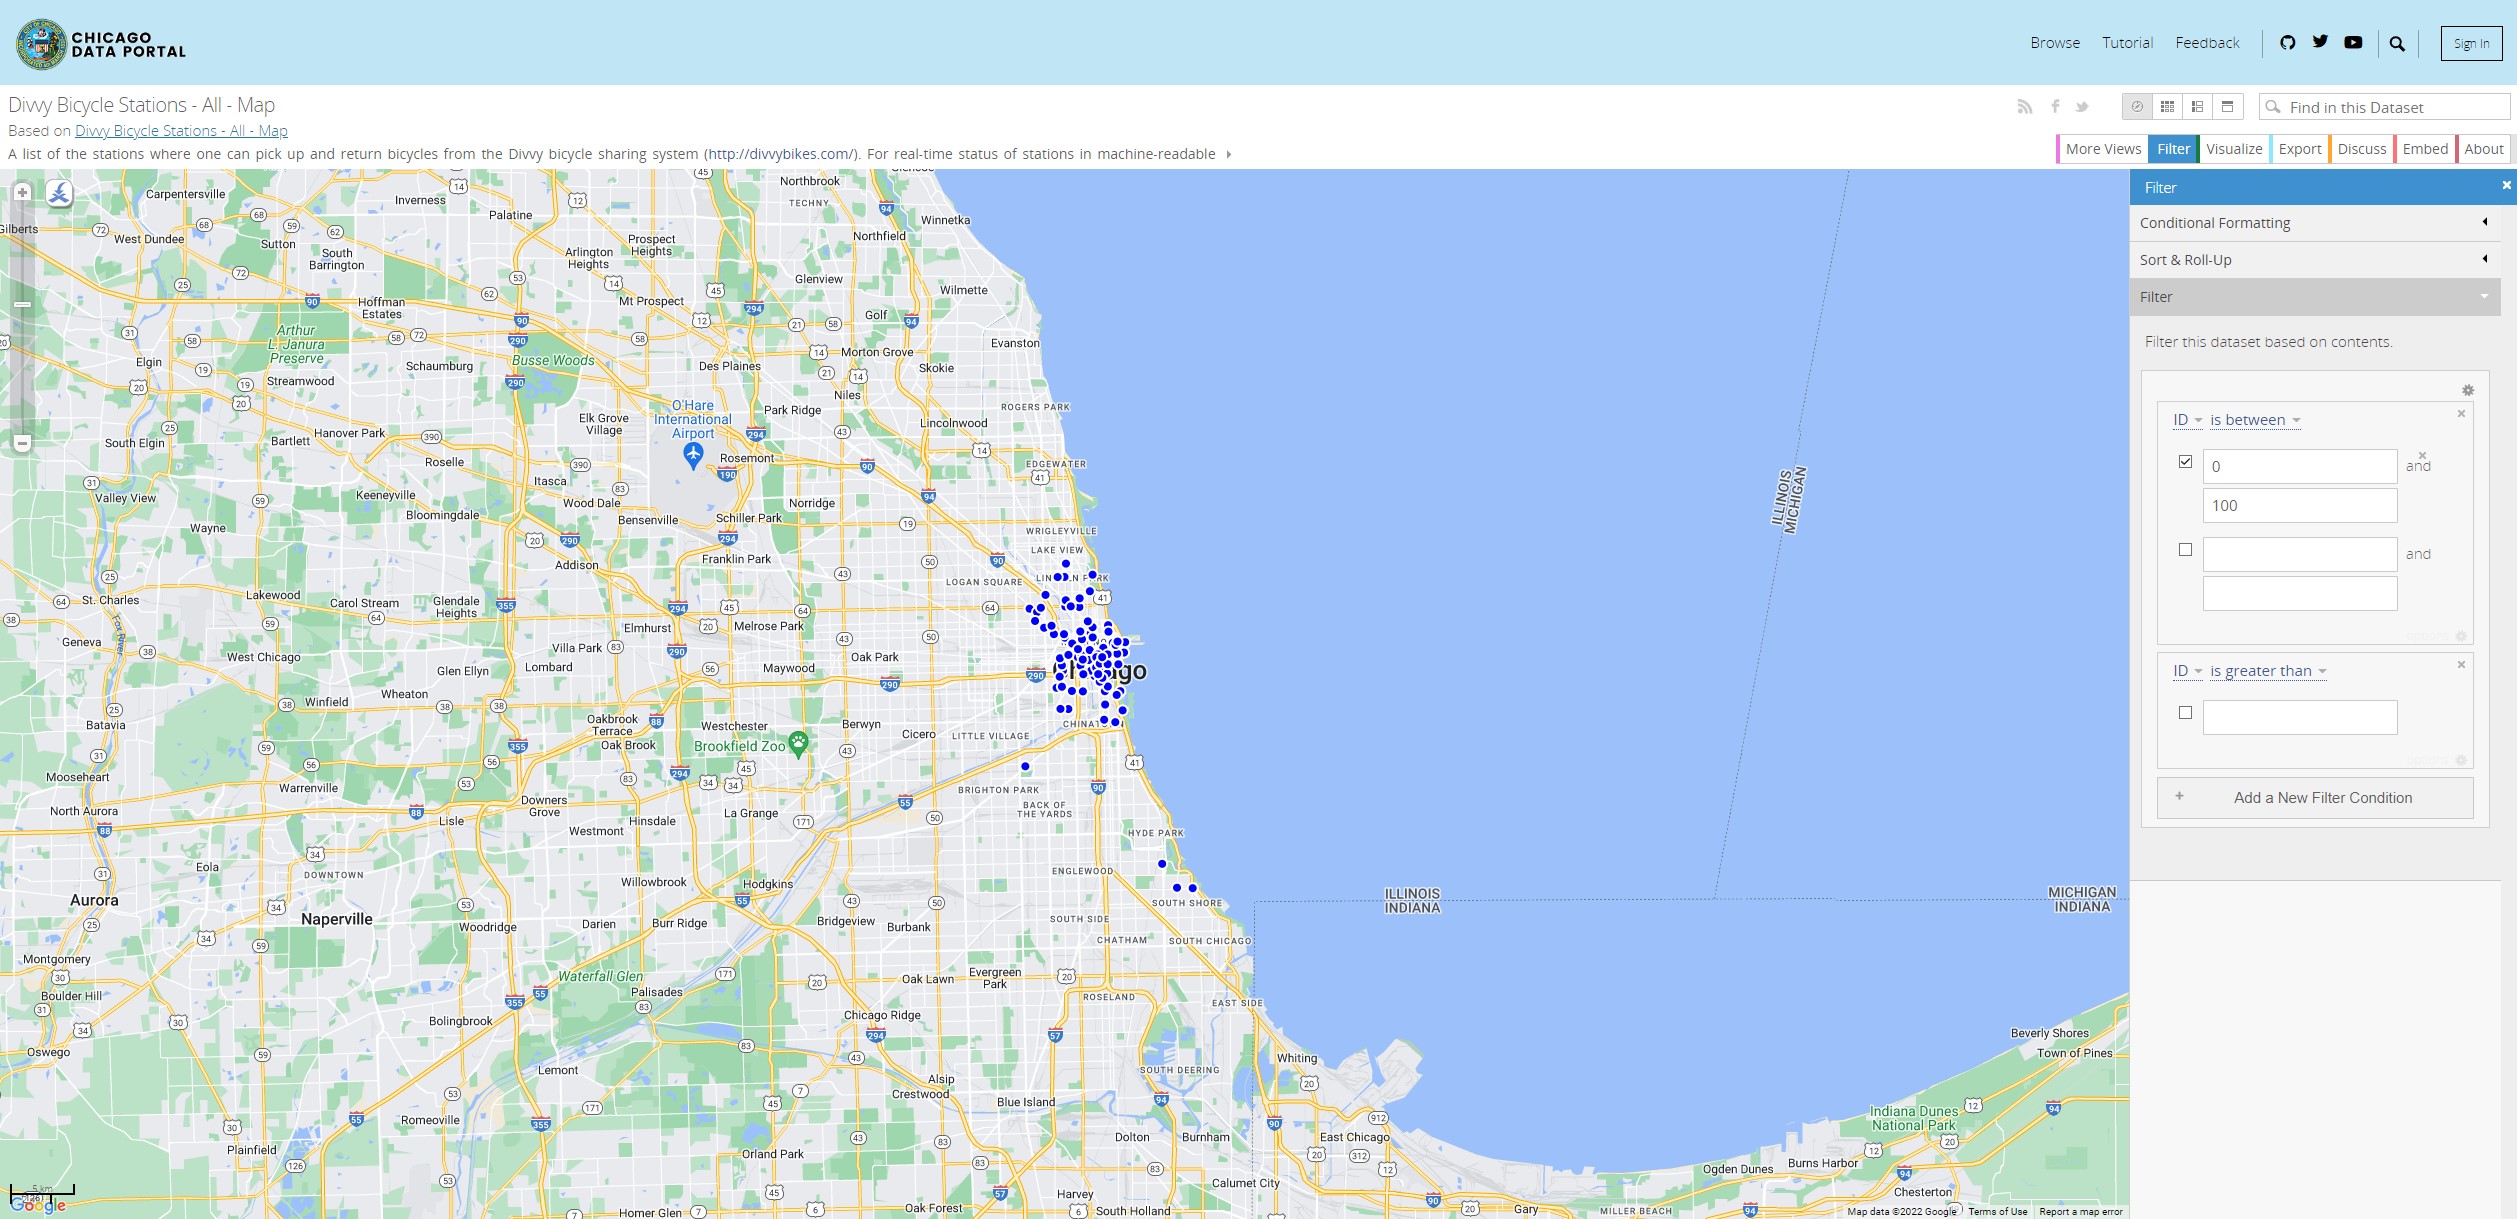 CHICAGO
DATA PORTAL
Browse Tutorial Feedback Sign In
Divvy Bicycle Stations - All - Map
Based on Divvy Bicycle Stations - All - Map
Find in this Dataset
A list of the stations where one can pick up and return bicycles from the Divvy bicycle sharing system (http://divvybikes.com/). For real-time status of stations in machine-readable
More Views Filter Visualize Export Discuss Embed About
Filter
Conditional Formatting
Sort & Roll-Up
Filter
Filter this dataset based on contents.
ID is between
0 and
100
and
ID is greater than
Add a New Filter Condition
Carpentersville
Inverness
Northbrook
TECHNY
Winnetka
Palatine
Gilberts
West Dundee
Sutton
South
Barrington
Arlington
Heights
Prospect
Heights
Northfield
Glenview
Wilmette
Hoffman
Estates
Mt Prospect
Golf
Arthur
L. Janura
Preserve
Elgin
Streamwood
Schaumburg
Busse Woods
Des Plaines
Morton Grove
Evanston
Skokie
Niles
O'Hare
International
Airport
Park Ridge
ROGERS PARK
Lincolnwood
Elk Grove
Village
South Elgin
Bartlett
Hanover Park
Roselle
Rosemont
EDGEWATER
Itasca
Valley View
Keeneyville
Wood Dale
Norridge
Bloomingdale
Bensenville
Schiller Park
Wayne
WRIGLEYVILLE
LAKE VIEW
Addison
Franklin Park
LOGAN SQUARE
St. Charles
Lakewood
Carol Stream
Glendale
Heights
Elmhurst
Melrose Park
Geneva
Fox River
Villa Park
West Chicago
Glen Ellyn
Lombard
Maywood
Oak Park
Wheaton
Winfield
Batavia
Oakbrook
Terrace
Oak Brook
Westchester
Brookfield Zoo
Berwyn
Cicero
LITTLE VILLAGE
Mooseheart
Warrenville
North Aurora
Downers
Grove
Lisle
Westmont
Hinsdale
La Grange
BRIGHTON PARK
BACK OF
THE YARDS
HYDE PARK
Eola
DOWNTOWN
Willowbrook
Hodgkins
ENGLEWOOD
Aurora
Naperville
Woodridge
Darien
Burr Ridge
Bridgeview
Burbank
SOUTH SIDE
SOUTH SHORE
CHATHAM
SOUTH CHICAGO
Montgomery
Boulder Hill
Waterfall Glen
Palisades
Oak Lawn
Evergreen
Park
ROSELAND
EAST SIDE
Bolingbrook
Chicago Ridge
Oswego
Lemont
Alsip
Crestwood
Blue Island
SOUTH DEERING
Whiting
Romeoville
Plainfield
Orland Park
Dolton
Burnham
East Chicago
Calumet City
Homer Glen
Oak Forest
Harvey
South Holland
Gary
MILLER BEACH
Ogden Dunes
Burns Harbor
Chesterton
Indiana Dunes
National Park
Beverly Shores
Town of Pines
ILLINOIS
MICHIGAN
ILLINOIS
INDIANA
MICHIGAN
INDIANA
5 km
Google
Map data ©2022 Google Terms of Use Report a map error